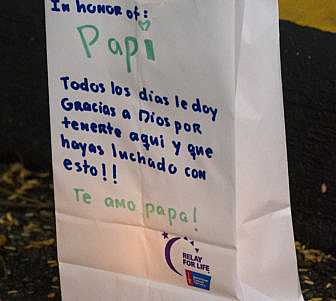 In honor of:
Papi
Todos los días le doy
Gracias a Dios por
tenerte aqui y que
hayas luchado con
esto!!
Te amo papa!
RELAY
FOR LIFE